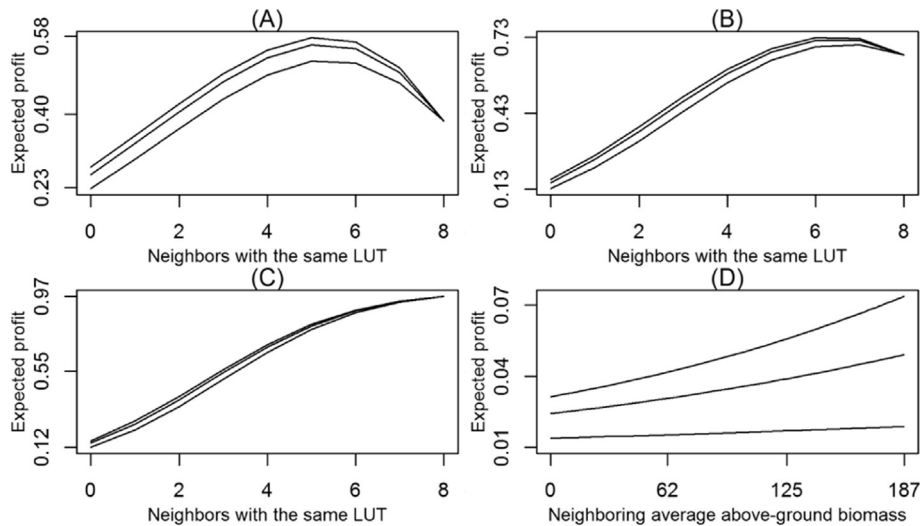 (A)
Expected profit
0.58
0.40
0.23
0 2 4 6 8
Neighbors with the same LUT
(B)
Expected profit
0.73
0.43
0.13
0 2 4 6 8
Neighbors with the same LUT
(C)
Expected profit
0.97
0.55
0.12
0 2 4 6 8
Neighbors with the same LUT
(D)
Expected profit
0.07
0.04
0.01
0 62 125 187
Neighboring average above-ground biomass